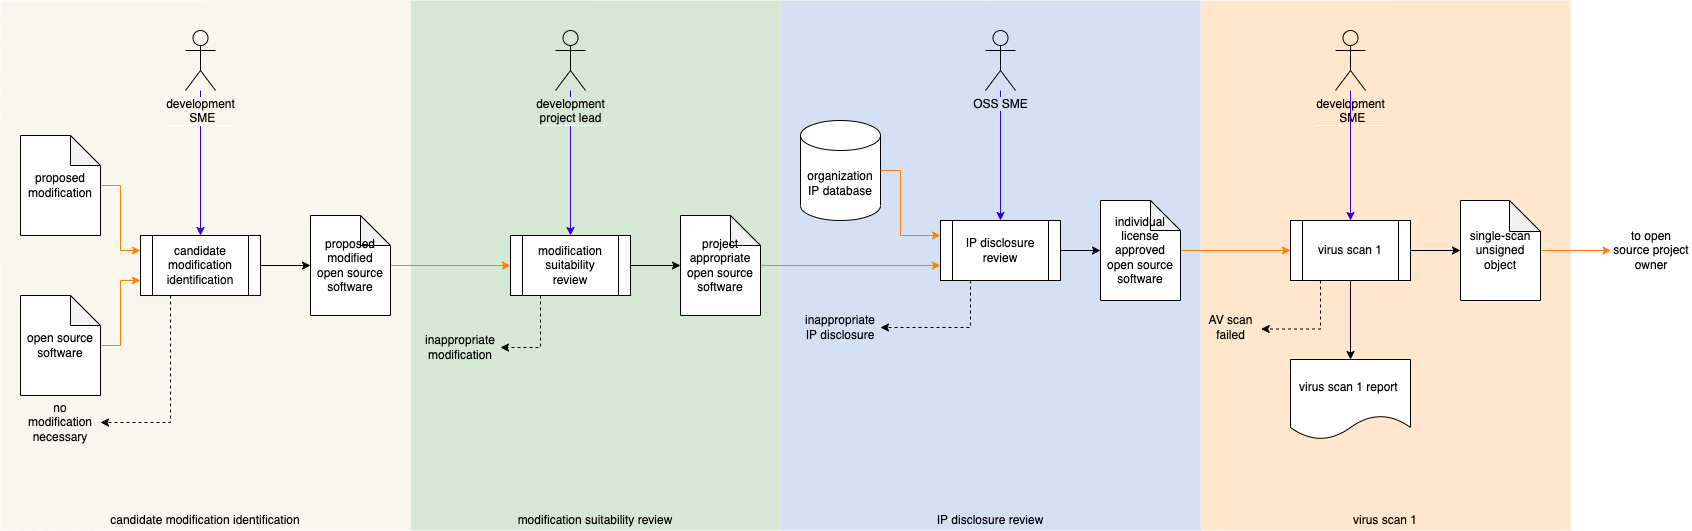 development
SME
proposed
modification
candidate
modification
identification
proposed
modified
open source
software
open source
software
no
modification
necessary
candidate modification identification
development
project lead
modification
suitability
review
project
appropriate
open source
software
inappropriate
modification
modification suitability review
OSS SME
organization
IP database
IP disclosure
review
individual
license
approved
open source
software
inappropriate
IP disclosure
IP disclosure review
development
SME
virus scan 1
single-scan
unsigned
object
to open
source project
owner
AV scan
failed
virus scan 1 report
virus scan 1